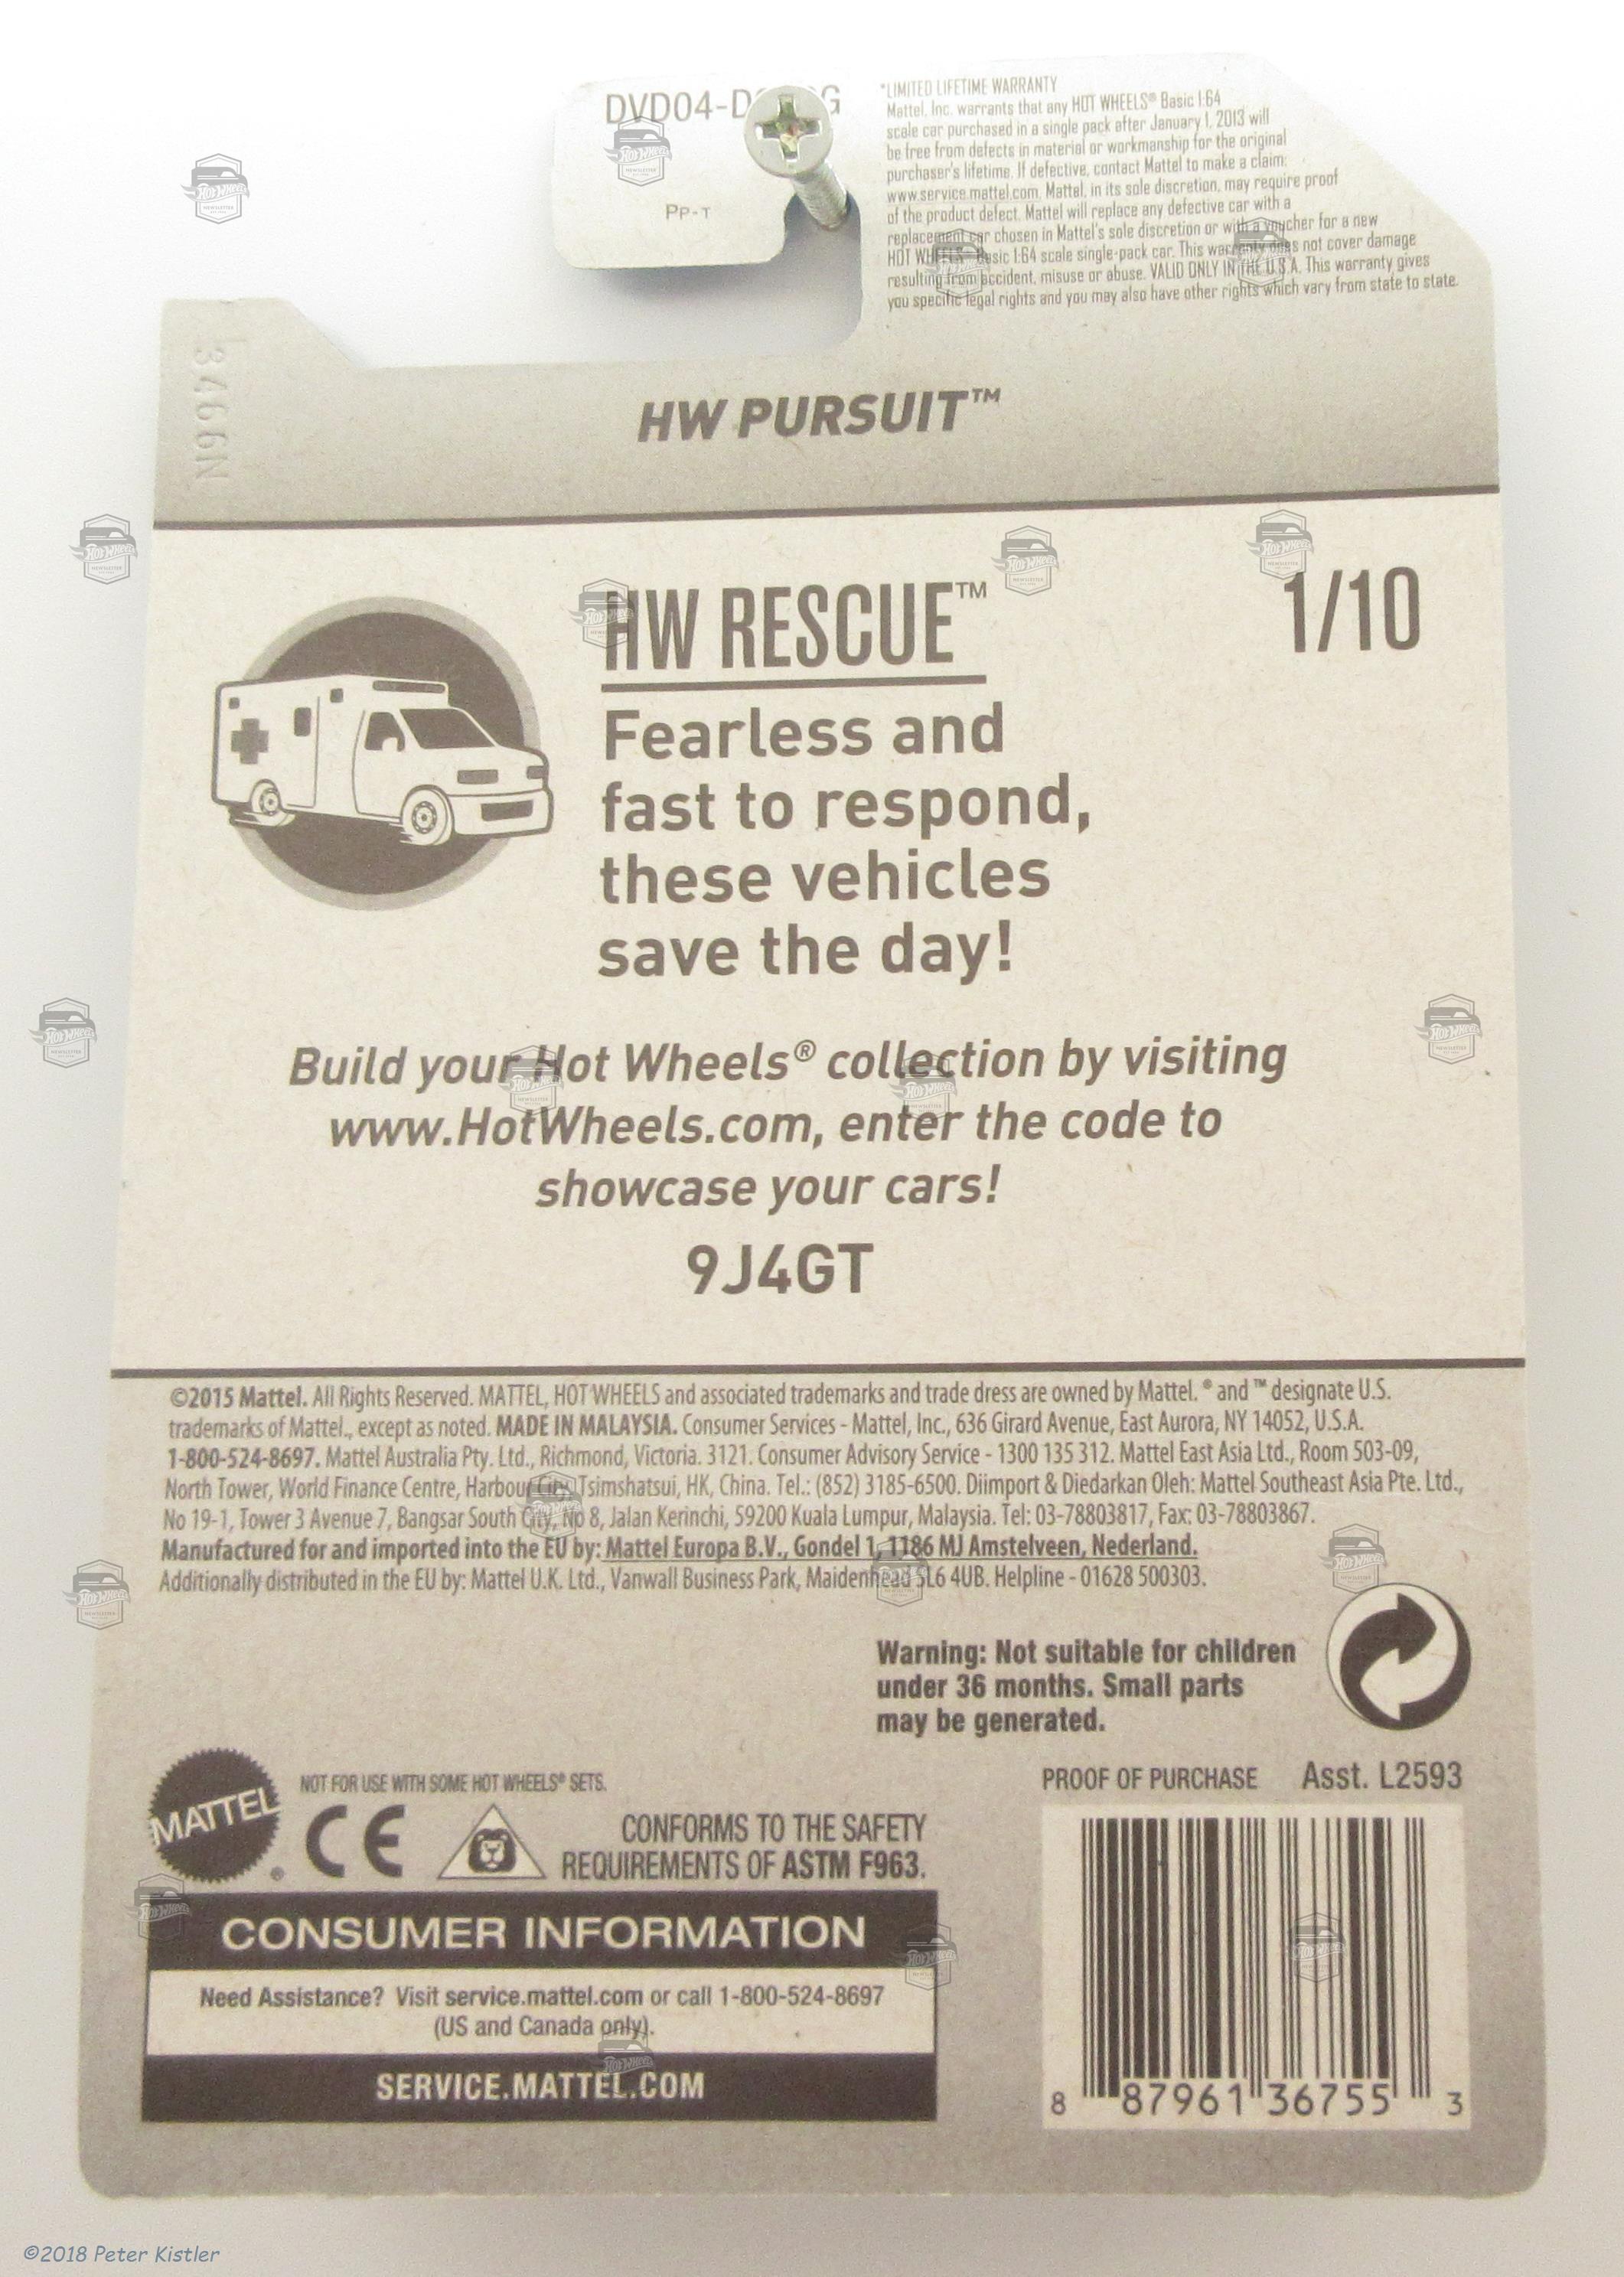 DVD04-D G
PP-T
*LIMITED LIFETIME WARRANTY
Mattel, Inc. warrants that any HOT WHEELS® Basic 1:64
scale car purchased in a single pack after January 1, 2013 will
be free from defects in material or workmanship for the original
purchaser's lifetime. If defective, contact Mattel to make a claim:
www.service.mattel.com. Mattel, in its sole discretion, may require proof
of the product defect. Mattel will replace any defective car with a
replacement car chosen in Mattel's sole discretion or with a voucher for a new
HOT WHEELS® Basic 1:64 scale single-pack car. This warranty does not cover damage
resulting from accident, misuse or abuse. VALID ONLY IN THE U.S.A. This warranty gives
you specific legal rights and you may also have other rights which vary from state to state.
3466N
HW PURSUIT™
HW RESCUE™
1/10
Fearless and
fast to respond,
these vehicles
save the day!
Build your Hot Wheels® collection by visiting
www.HotWheels.com, enter the code to
showcase your cars!
9J4GT
©2015 Mattel. All Rights Reserved. MATTEL, HOT WHEELS and associated trademarks and trade dress are owned by Mattel. ® and ™ designate U.S.
trademarks of Mattel., except as noted. MADE IN MALAYSIA. Consumer Services - Mattel, Inc., 636 Girard Avenue, East Aurora, NY 14052, U.S.A.
1-800-524-8697. Mattel Australia Pty. Ltd., Richmond, Victoria. 3121. Consumer Advisory Service - 1300 135 312. Mattel East Asia Ltd., Room 503-09,
North Tower, World Finance Centre, Harbour City, Tsimshatsui, HK, China. Tel.: (852) 3185-6500. Diimport & Diedarkan Oleh: Mattel Southeast Asia Pte. Ltd.,
No 19-1, Tower 3 Avenue 7, Bangsar South City, No 8, Jalan Kerinchi, 59200 Kuala Lumpur, Malaysia. Tel: 03-78803817, Fax: 03-78803867.
Manufactured for and imported into the EU by: Mattel Europa B.V., Gondel 1, 1186 MJ Amstelveen, Nederland.
Additionally distributed in the EU by: Mattel U.K. Ltd., Vanwall Business Park, Maidenhead SL6 4UB. Helpline - 01628 500303.
Warning: Not suitable for children
under 36 months. Small parts
may be generated.
MATTEL®
NOT FOR USE WITH SOME HOT WHEELS® SETS.
CE
CONFORMS TO THE SAFETY
REQUIREMENTS OF ASTM F963.
PROOF OF PURCHASE Asst. L2593
CONSUMER INFORMATION
Need Assistance? Visit service.mattel.com or call 1-800-524-8697
(US and Canada only).
SERVICE.MATTEL.COM
8 87961 36755 3
©2018 Peter Kistler